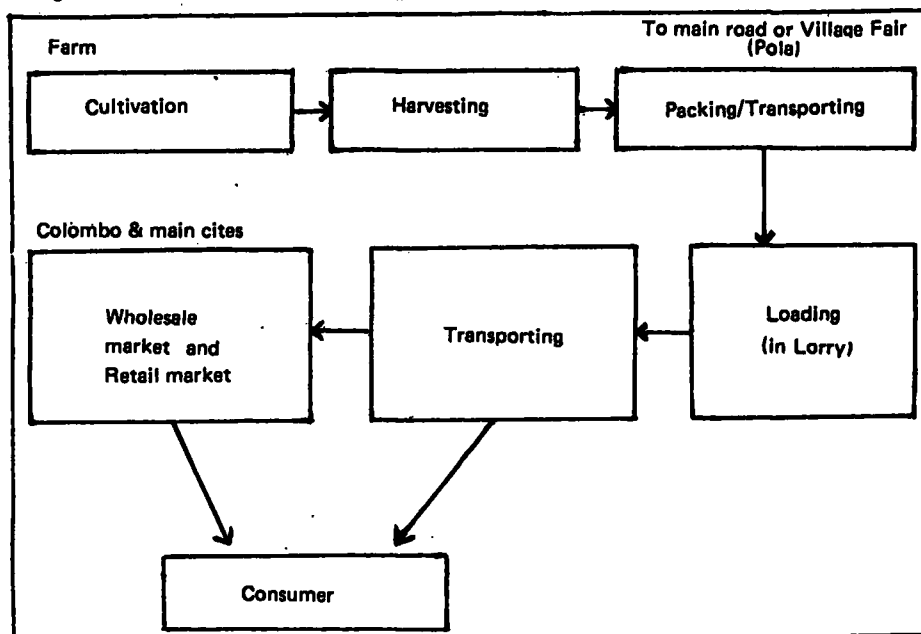 Farm
To main road or Village Fair
(Pola)
Cultivation
Harvesting
Packing/Transporting
Colombo & main cites
Wholesale
market and
Retail market
Transporting
Loading
(in Lorry)
Consumer